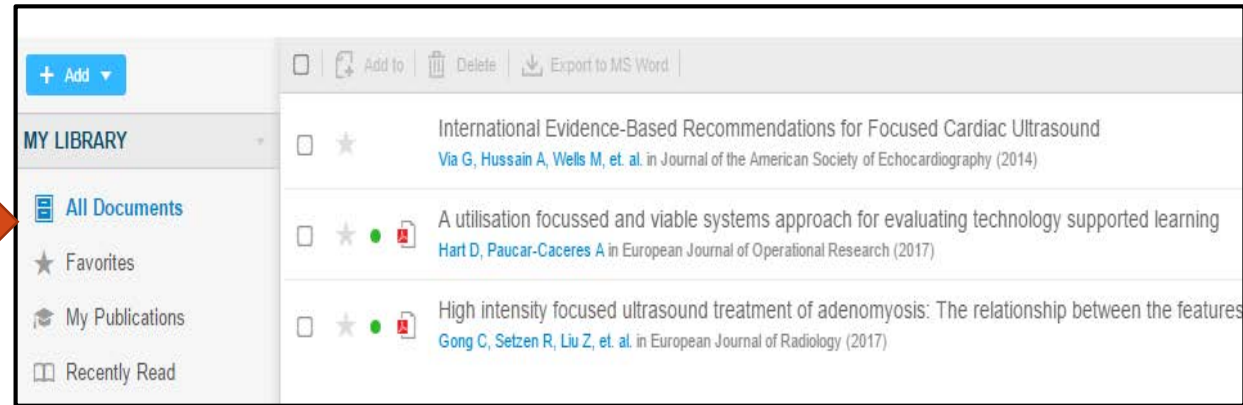 + Add
MY LIBRARY
All Documents
Favorites
My Publications
Recently Read
Add to Delete Export to MS Word
International Evidence-Based Recommendations for Focused Cardiac Ultrasound
Via G, Hussain A, Wells M, et. al. in Journal of the American Society of Echocardiography (2014)
A utilisation focussed and viable systems approach for evaluating technology supported learning
Hart D, Paucar-Caceres A in European Journal of Operational Research (2017)
High intensity focused ultrasound treatment of adenomyosis: The relationship between the features
Gong C, Setzen R, Liu Z, et. al. in European Journal of Radiology (2017)